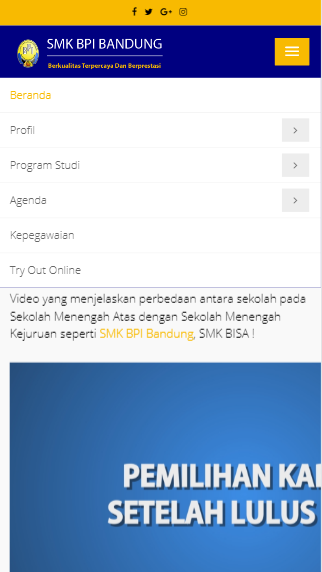 SMK BPI BANDUNG
Berkualitas Terpercaya Dan Berprestasi
Beranda
Profil
Program Studi
Agenda
Kepegawaian
Try Out Online
Video yang menjelaskan perbedaan antara sekolah pada
Sekolah Menengah Atas dengan Sekolah Menengah
Kejuruan seperti SMK BPI Bandung, SMK BISA !
PEMILIHAN KA
SETELAH LULUS